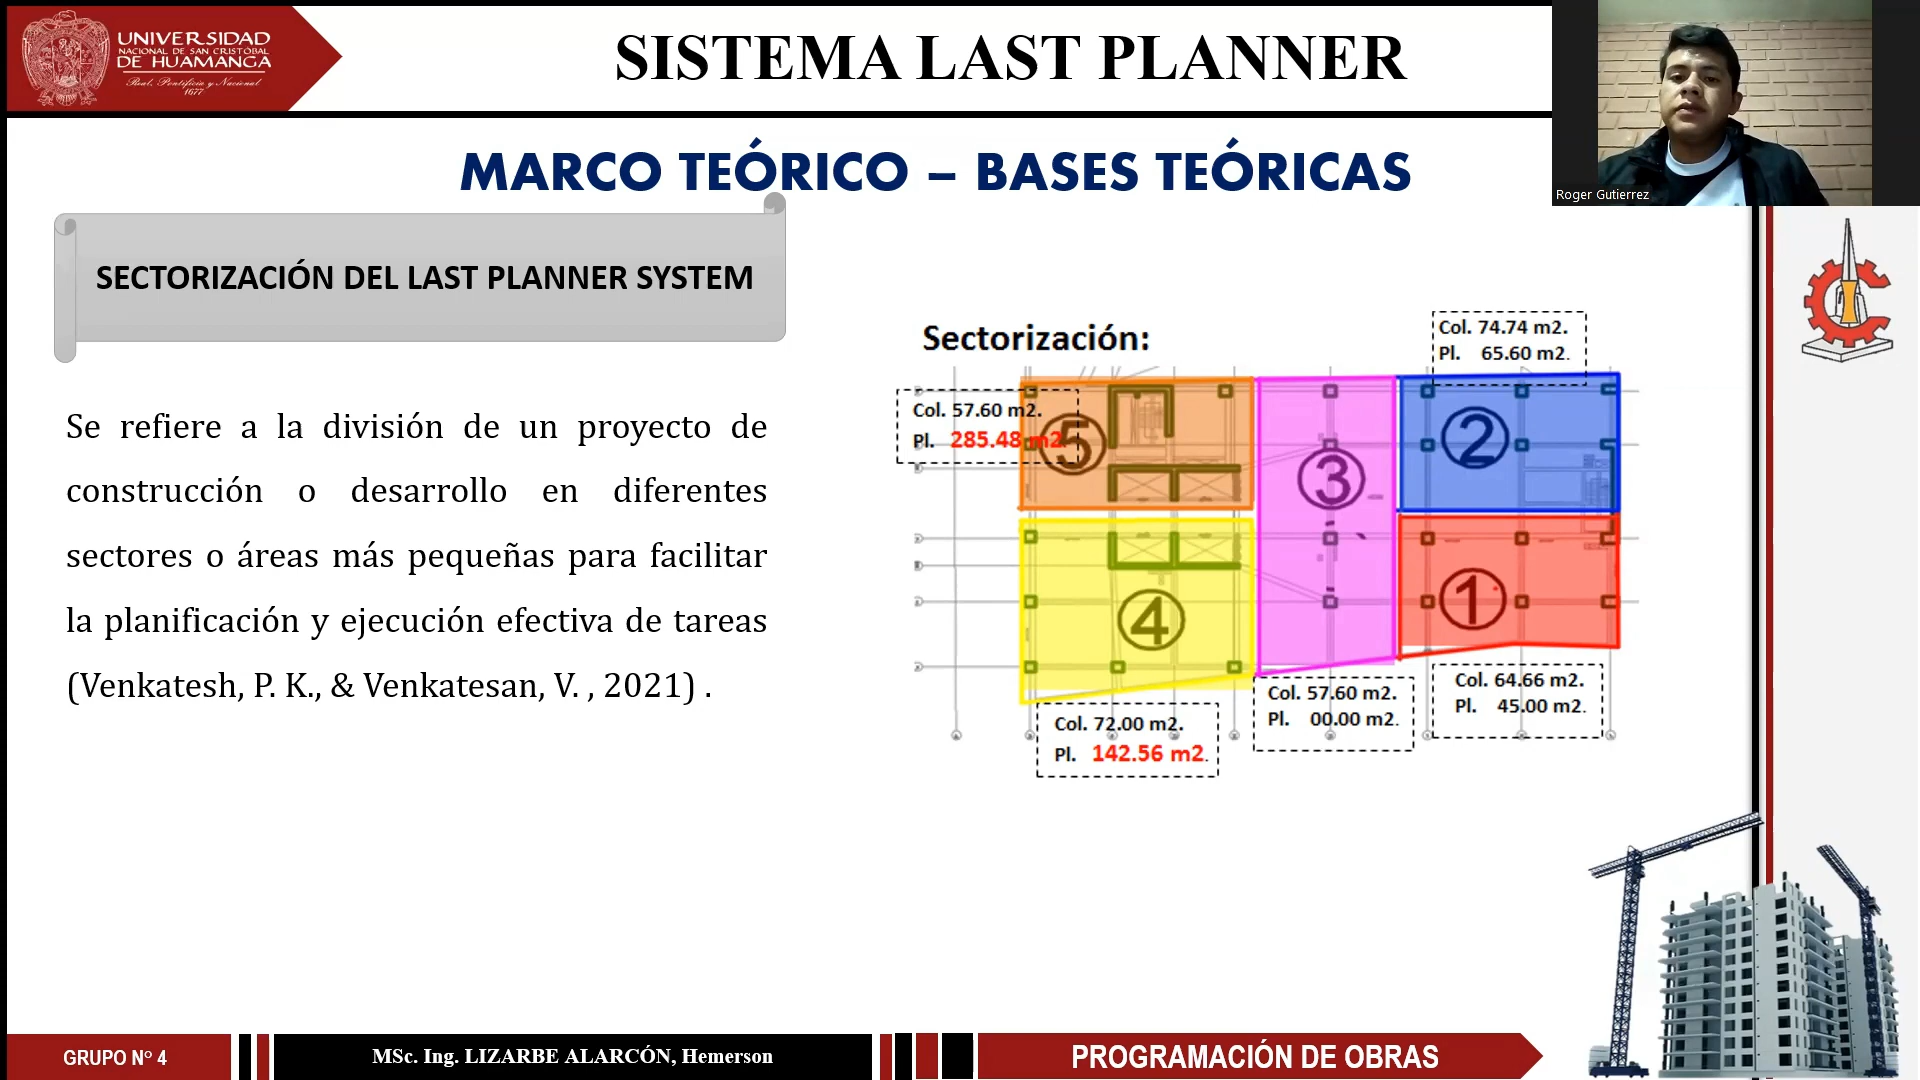 UNIVERSIDAD
NACIONAL DE SAN CRISTÓBAL
DE HUAMANGA
Real, Pontificia y Nacional
1677
SISTEMA LAST PLANNER
Roger Gutierrez
MARCO TEÓRICO – BASES TEÓRICAS
SECTORIZACIÓN DEL LAST PLANNER SYSTEM
Se refiere a la división de un proyecto de
construcción o desarrollo en diferentes
sectores o áreas más pequeñas para facilitar
la planificación y ejecución efectiva de tareas
(Venkatesh, P. K., & Venkatesan, V. , 2021) .
Sectorización:
Col. 74.74 m2.
Pl. 65.60 m2.
Col. 57.60 m2.
Pl. 285.48 m2.
5
3
2
4
1
Col. 64.66 m2.
Pl. 45.00 m2.
Col. 57.60 m2.
Pl. 00.00 m2.
Col. 72.00 m2.
Pl. 142.56 m2.
GRUPO N° 4
MSc. Ing. LIZARBE ALARCÓN, Hemerson
PROGRAMACIÓN DE OBRAS